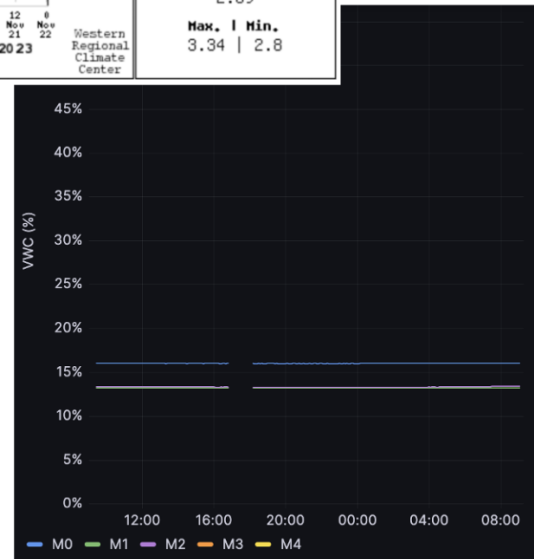 12 0
Nov Nov
21 22
2023
Western
Regional
Climate
Center
Max. | Min.
3.34 | 2.8
45%
40%
35%
30%
25%
20%
15%
10%
5%
0%
VWC (%)
12:00 16:00 20:00 00:00 04:00 08:00
M0 M1 M2 M3 M4